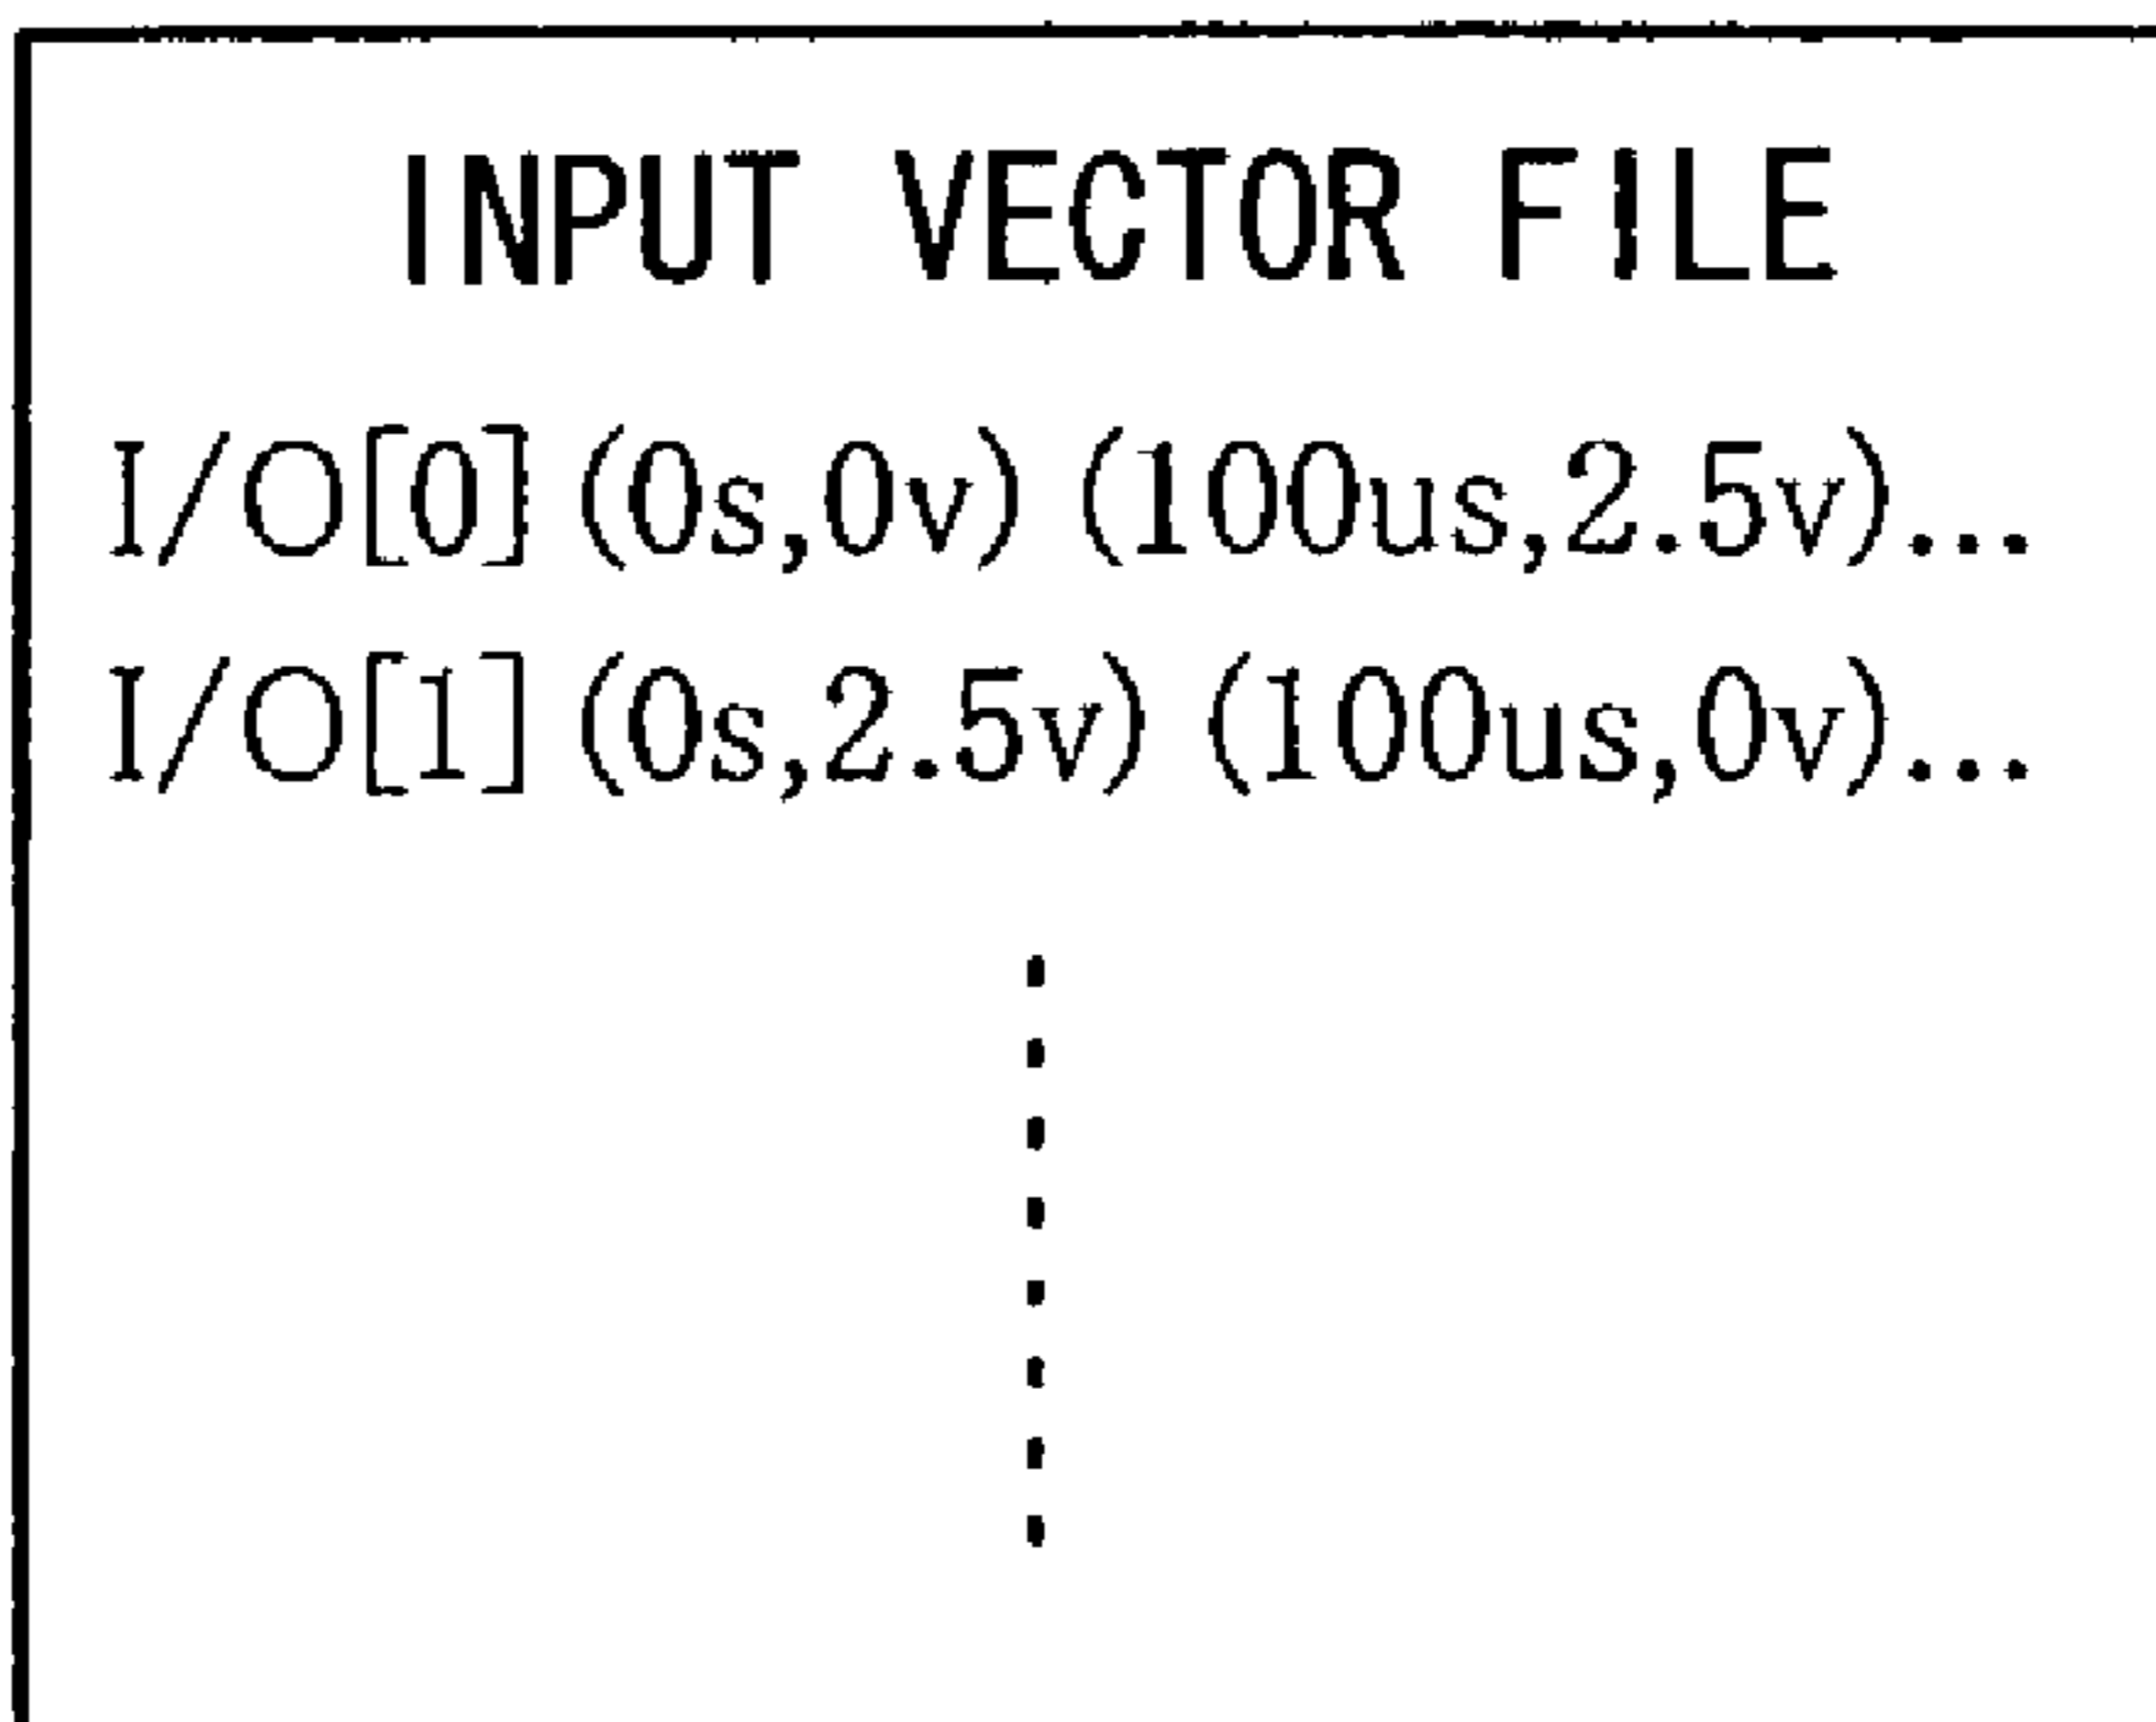 INPUT VECTOR FILE
I/O[0](0s,0v)(100us,2.5v)...
I/O[1](0s,2.5v)(100us,0v)...